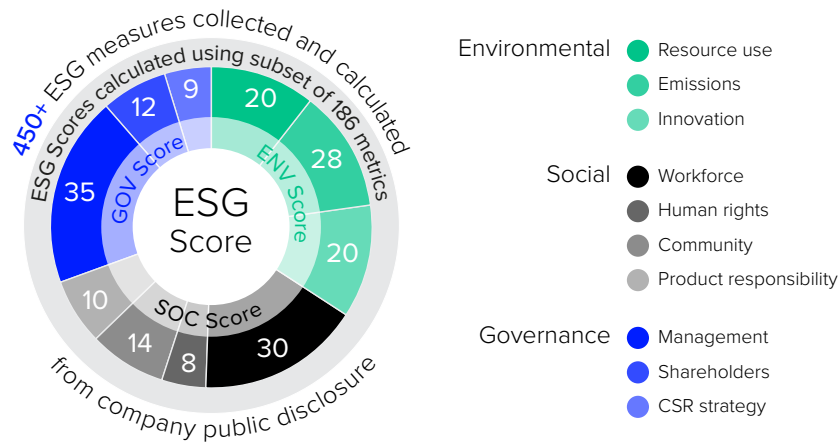 450+ ESG measures collected and calculated
ESG Scores calculated using subset of 186 metrics
20
28
20
30
8
14
10
35
12
9
ENV Score
SOC Score
GOV Score
ESG
Score
from company public disclosure
Environmental
Resource use
Emissions
Innovation
Social
Workforce
Human rights
Community
Product responsibility
Governance
Management
Shareholders
CSR strategy